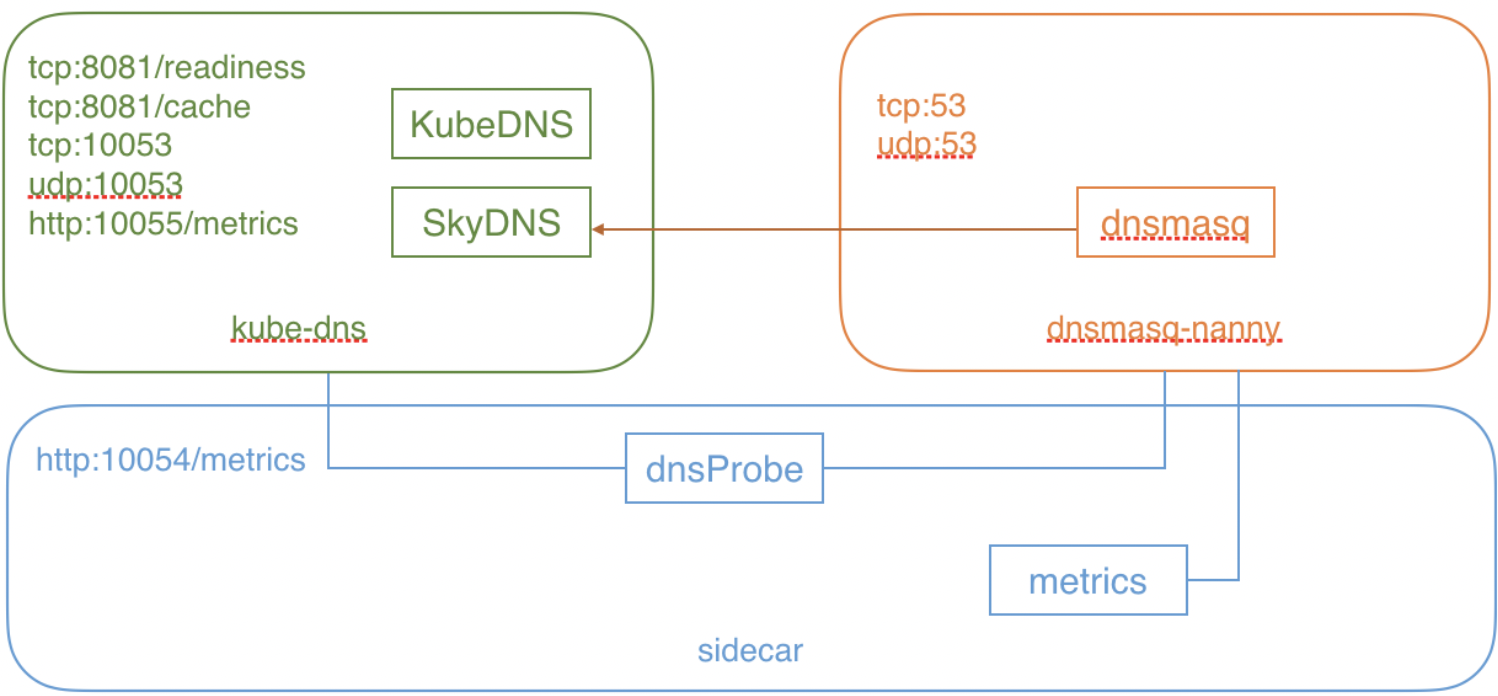 tcp:8081/readiness
tcp:8081/cache
tcp:10053
udp:10053
http:10055/metrics
KubeDNS
SkyDNS
kube-dns
tcp:53
udp:53
dnsmasq
dnsmasq-nanny
http:10054/metrics
dnsProbe
metrics
sidecar